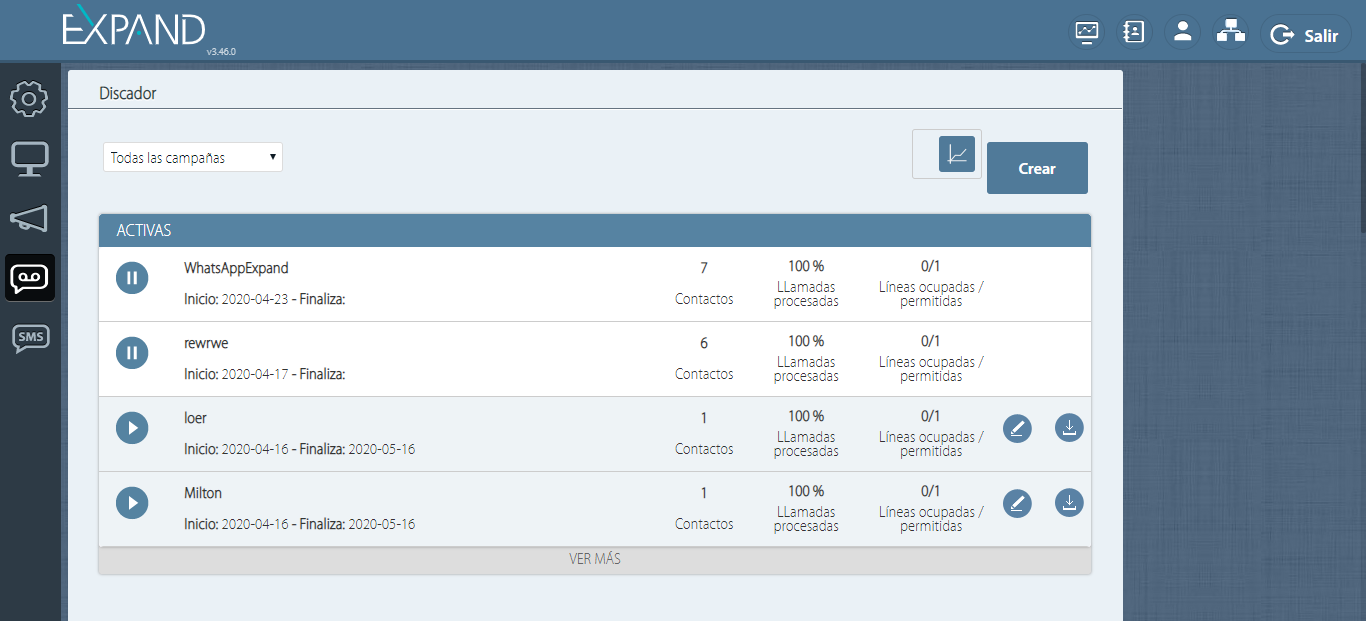 EXPAND
v3.46.0
Salir
SMS
Discador
Todas las campañas
Crear
ACTIVAS
WhatsAppExpand 7 100 % 0/1
Inicio: 2020-04-23 - Finaliza: Contactos LLamadas procesadas Líneas ocupadas / permitidas
rewrwe 6 100 % 0/1
Inicio: 2020-04-17 - Finaliza: Contactos LLamadas procesadas Líneas ocupadas / permitidas
loer 1 100 % 0/1
Inicio: 2020-04-16 - Finaliza: 2020-05-16 Contactos LLamadas procesadas Líneas ocupadas / permitidas
Milton 1 100 % 0/1
Inicio: 2020-04-16 - Finaliza: 2020-05-16 Contactos LLamadas procesadas Líneas ocupadas / permitidas
VER MÁS